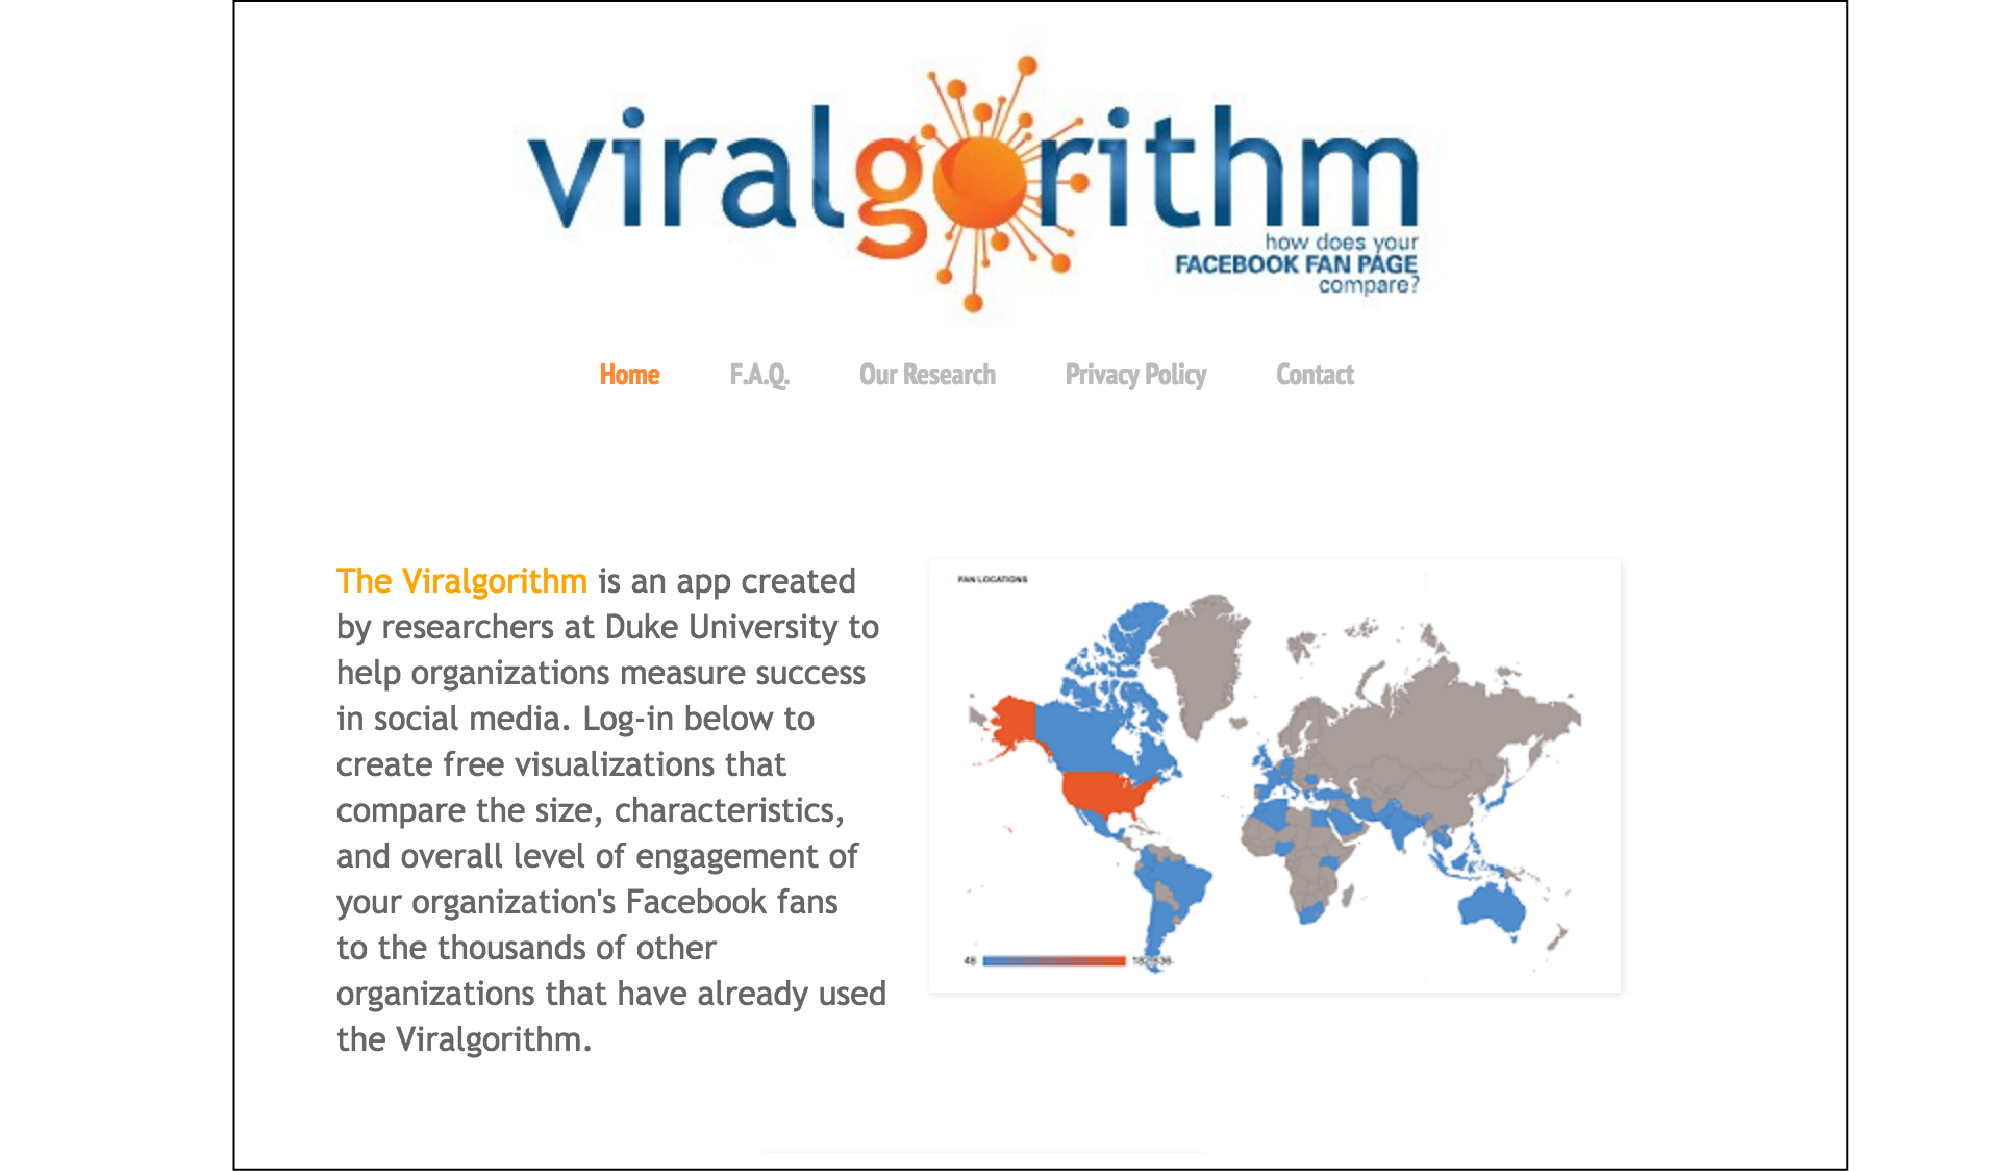 viralgorithm
how does your
FACEBOOK FAN PAGE
compare?
Home F.A.Q. Our Research Privacy Policy Contact
The Viralgorithm is an app created
by researchers at Duke University to
help organizations measure success
in social media. Log-in below to
create free visualizations that
compare the size, characteristics,
and overall level of engagement of
your organization's Facebook fans
to the thousands of other
organizations that have already used
the Viralgorithm.
FAN LOCATIONS
48